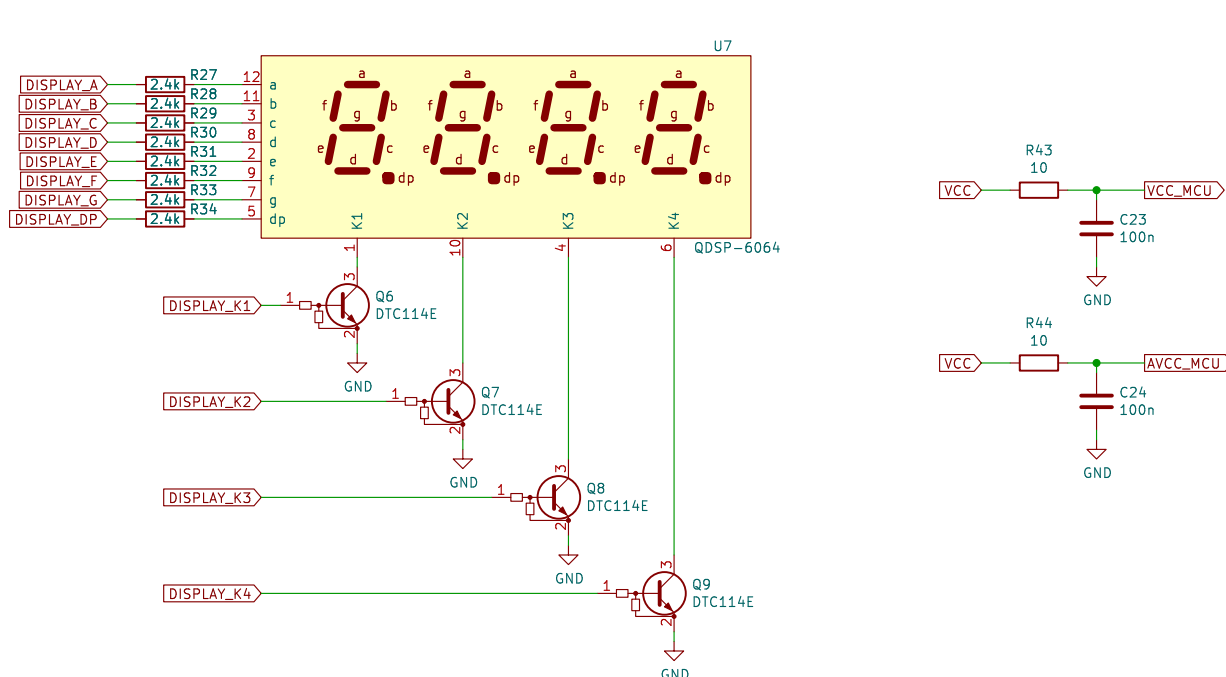 U7
DISPLAY_A 2.4k R27 12 a
DISPLAY_B 2.4k R28 11 b
DISPLAY_C 2.4k R29 3 c
DISPLAY_D 2.4k R30 8 d
DISPLAY_E 2.4k R31 2 e
DISPLAY_F 2.4k R32 9 f
DISPLAY_G 2.4k R33 7 g
DISPLAY_DP 2.4k R34 5 dp
a a a a
f b f b f b f b
g g g g
e c e c e c e c
d d d d
dp dp dp dp
K1 K2 K3 K4
1 10 4 6
QDSP-6064
DISPLAY_K1 1 3 2 Q6
DTC114E
GND
DISPLAY_K2 1 3 2 Q7
DTC114E
GND
DISPLAY_K3 1 3 2 Q8
DTC114E
GND
DISPLAY_K4 1 3 2 Q9
DTC114E
GND
R43
10
VCC VCC_MCU
C23
100n
GND
R44
10
VCC AVCC_MCU
C24
100n
GND